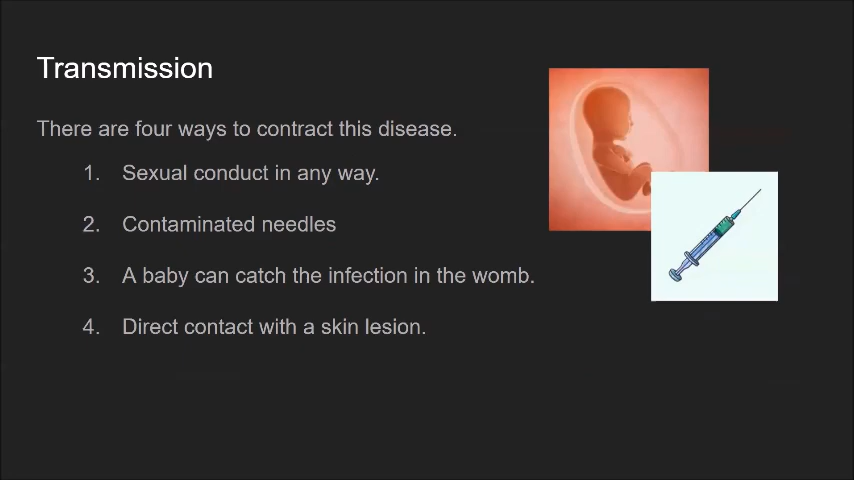 Transmission
There are four ways to contract this disease.
1. Sexual conduct in any way.
2. Contaminated needles
3. A baby can catch the infection in the womb.
4. Direct contact with a skin lesion.